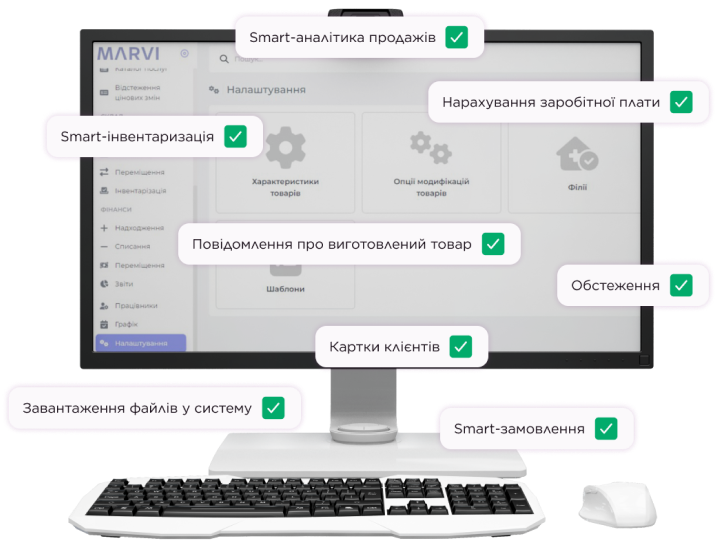 Smart-аналітика продажів
MARVI
Пошук...
Каталог послуг
Відстеження
цінових змін
Налаштування
Нарахування заробітної плати
Smart-інвентаризація
Характеристики
товарів
Опції модифікацій
товарів
Філії
Переміщення
Інвентарізація
ФІНАНСИ
Надходження
Списання
Переміщення
Звіти
Працівники
Графік
Налаштування
Повідомлення про виготовлений товар
Шаблони
Обстеження
Картки клієнтів
Завантаження файлів у систему
Smart-замовлення